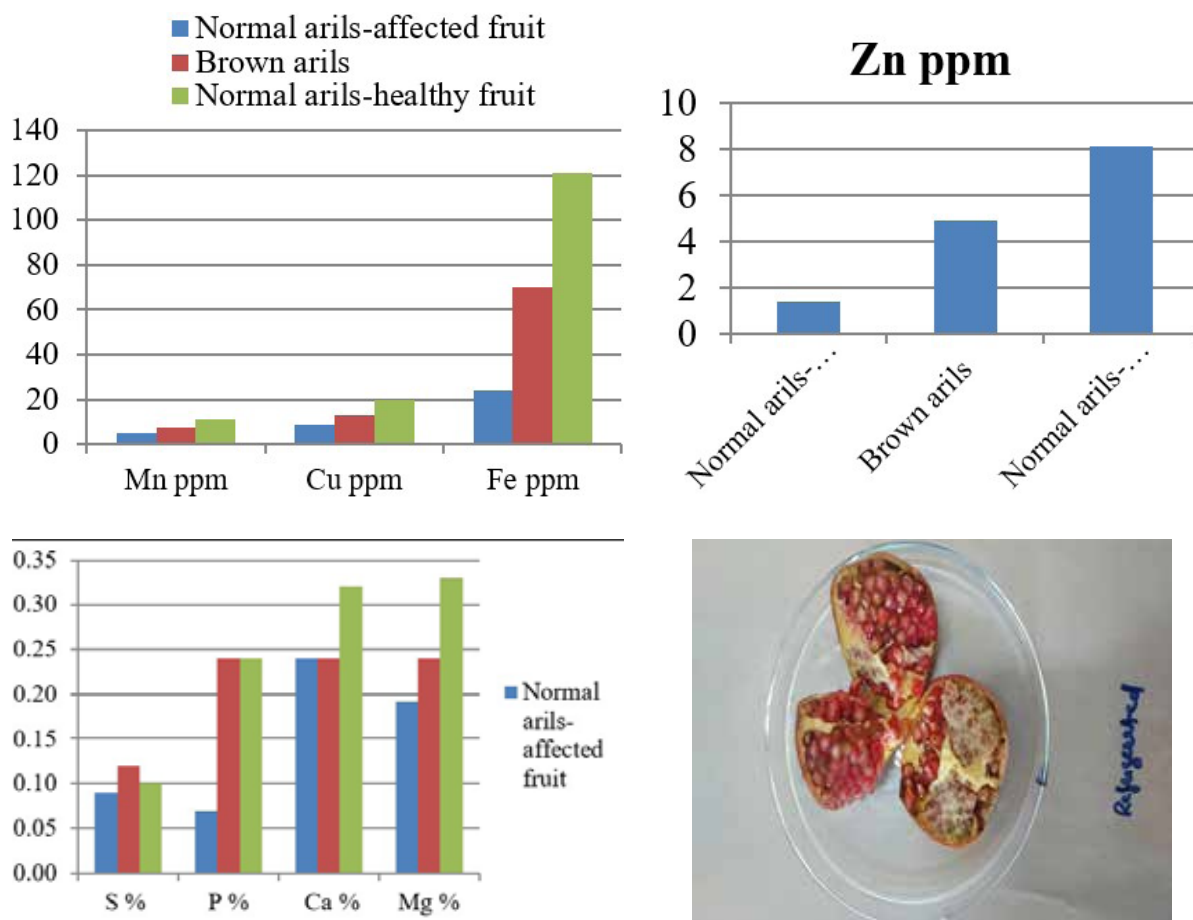 Normal arils-affected fruit
Brown arils
Normal arils-healthy fruit
140
120
100
80
60
40
20
0
Mn ppm
Cu ppm
Fe ppm
Zn ppm
10
8
6
4
2
0
Normal arils-...
Brown arils
Normal arils-...
0.35
0.30
0.25
0.20
0.15
0.10
0.05
0.00
S %
P %
Ca %
Mg %
Normal
arils-
affected
fruit